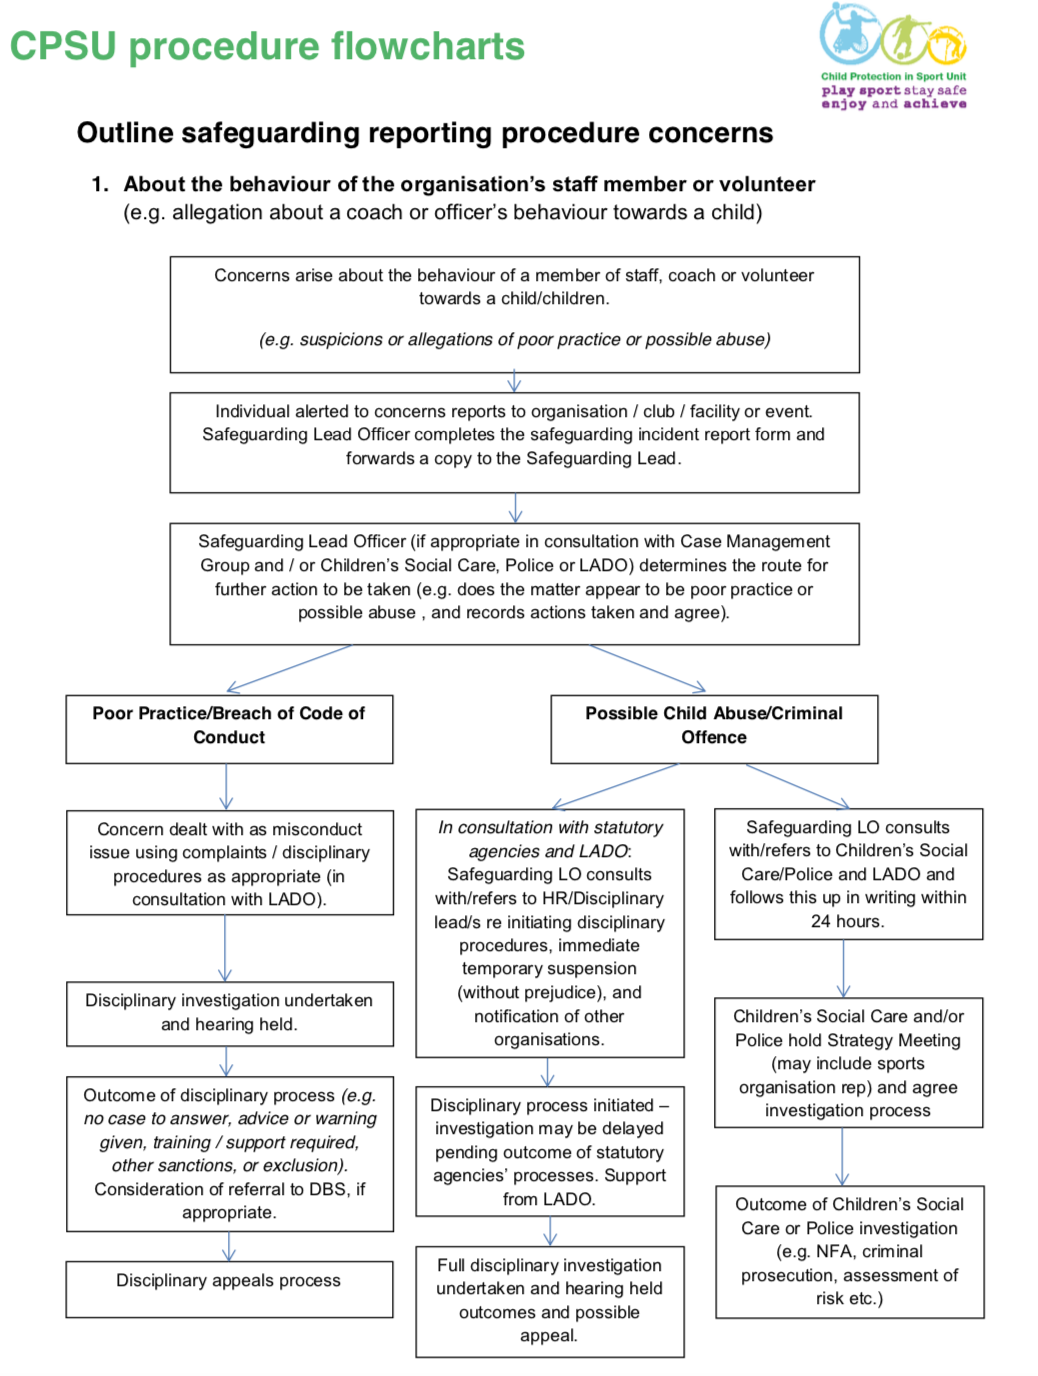 CPSU procedure flowcharts
Child Protection in Sport Unit
play sport stay safe
enjoy and achieve
Outline safeguarding reporting procedure concerns
1. About the behaviour of the organisation's staff member or volunteer
(e.g. allegation about a coach or officer's behaviour towards a child)
Concerns arise about the behaviour of a member of staff, coach or volunteer
towards a child/children.
(e.g. suspicions or allegations of poor practice or possible abuse)
Individual alerted to concerns reports to organisation / club / facility or event.
Safeguarding Lead Officer completes the safeguarding incident report form and
forwards a copy to the Safeguarding Lead.
Safeguarding Lead Officer (if appropriate in consultation with Case Management
Group and / or Children's Social Care, Police or LADO) determines the route for
further action to be taken (e.g. does the matter appear to be poor practice or
possible abuse , and records actions taken and agree).
Poor Practice/Breach of Code of
Conduct
Concern dealt with as misconduct
issue using complaints / disciplinary
procedures as appropriate (in
consultation with LADO).
Disciplinary investigation undertaken
and hearing held.
Outcome of disciplinary process (e.g.
no case to answer, advice or warning
given, training / support required,
other sanctions, or exclusion).
Consideration of referral to DBS, if
appropriate.
Disciplinary appeals process
Possible Child Abuse/Criminal
Offence
In consultation with statutory
agencies and LADO:
Safeguarding LO consults
with/refers to HR/Disciplinary
lead/s re initiating disciplinary
procedures, immediate
temporary suspension
(without prejudice), and
notification of other
organisations.
Disciplinary process initiated –
investigation may be delayed
pending outcome of statutory
agencies' processes. Support
from LADO.
Full disciplinary investigation
undertaken and hearing held
outcomes and possible
appeal.
Safeguarding LO consults
with/refers to Children's Social
Care/Police and LADO and
follows this up in writing within
24 hours.
Children's Social Care and/or
Police hold Strategy Meeting
(may include sports
organisation rep) and agree
investigation process
Outcome of Children's Social
Care or Police investigation
(e.g. NFA, criminal
prosecution, assessment of
risk etc.)